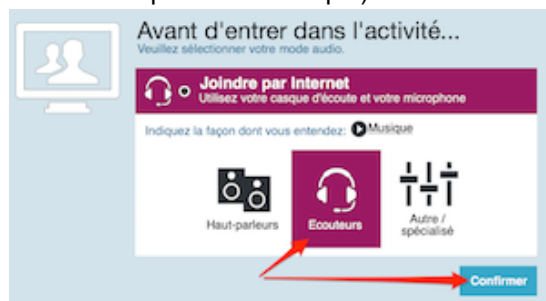 Avant d'entrer dans l'activité...
Veuillez sélectionner votre mode audio.
Joindre par Internet
Utilisez votre casque d'écoute et votre microphone
Indiquez la façon dont vous entendez: Musique
Haut-parleurs
Ecouteurs
Autre /
spécialisé
Confirmer